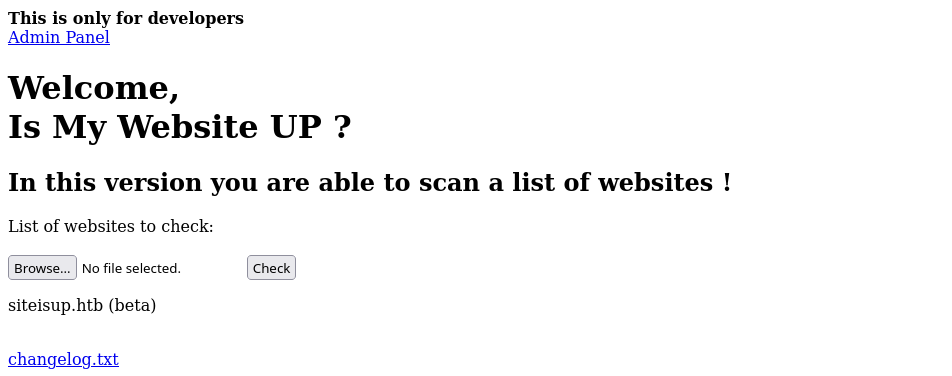 This is only for developers
Admin Panel
Welcome,
Is My Website UP ?
In this version you are able to scan a list of websites !
List of websites to check:
Browse... No file selected. Check
siteisup.htb (beta)
changelog.txt